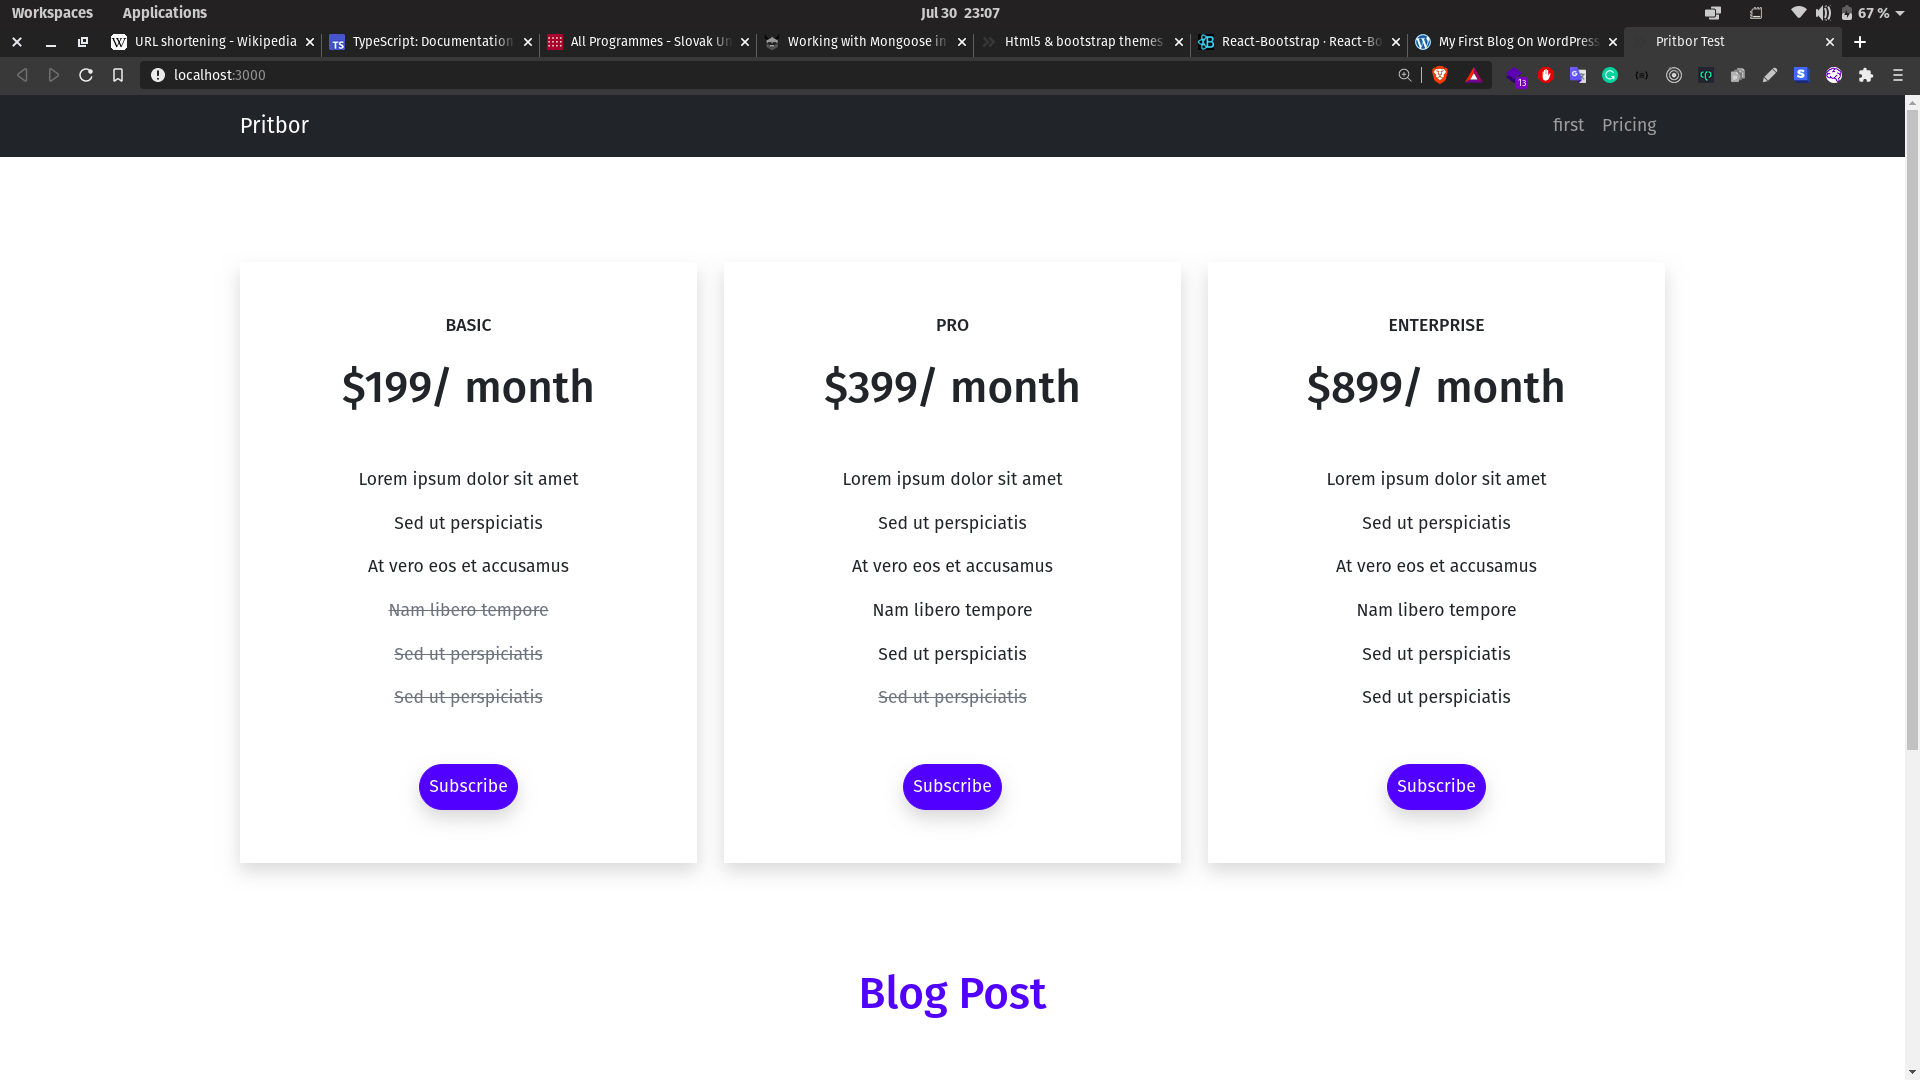 Workspaces Applications Jul 30 23:07 67 %
URL shortening - Wikipedia TypeScript: Documentation All Programmes - Slovak Un Working with Mongoose in Html5 & bootstrap themes React-Bootstrap · React-Bo My First Blog On WordPress Pritbor Test
localhost:3000 13
Pritbor first Pricing
BASIC PRO ENTERPRISE
$199/ month $399/ month $899/ month
Lorem ipsum dolor sit amet Lorem ipsum dolor sit amet Lorem ipsum dolor sit amet
Sed ut perspiciatis Sed ut perspiciatis Sed ut perspiciatis
At vero eos et accusamus At vero eos et accusamus At vero eos et accusamus
Nam libero tempore Nam libero tempore Nam libero tempore
Sed ut perspiciatis Sed ut perspiciatis Sed ut perspiciatis
Sed ut perspiciatis Sed ut perspiciatis Sed ut perspiciatis
Subscribe Subscribe Subscribe
Blog Post